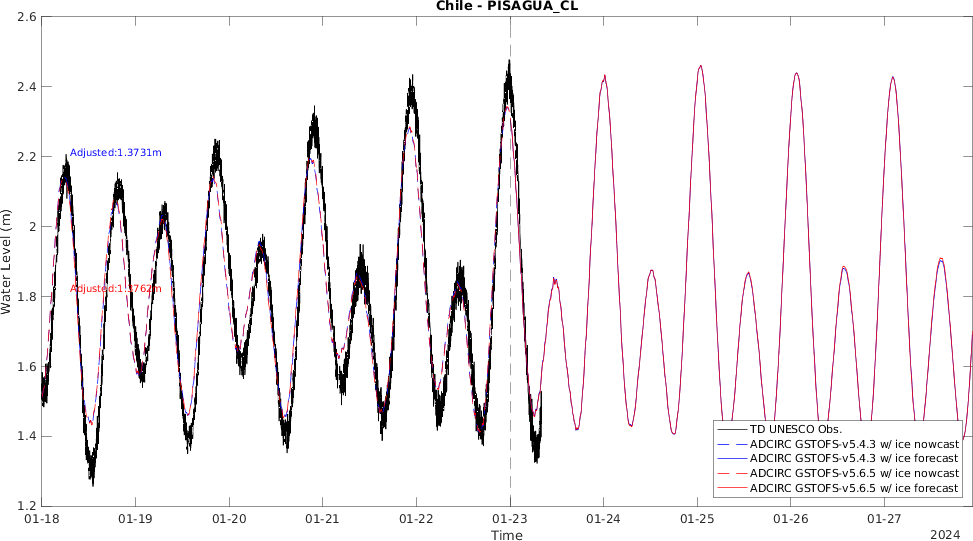 Chile - PISAGUA_CL
2.6
2.4
2.2
2
1.8
1.6
1.4
1.2
Water Level (m)
Adjusted:1.3731m
Adjusted:1.3762m
TD UNESCO Obs.
ADCIRC GSTOFS-v5.4.3 w/ ice nowcast
ADCIRC GSTOFS-v5.4.3 w/ ice forecast
ADCIRC GSTOFS-v5.6.5 w/ ice nowcast
ADCIRC GSTOFS-v5.6.5 w/ ice forecast
01-18 01-19 01-20 01-21 01-22 01-23 01-24 01-25 01-26 01-27
Time
2024